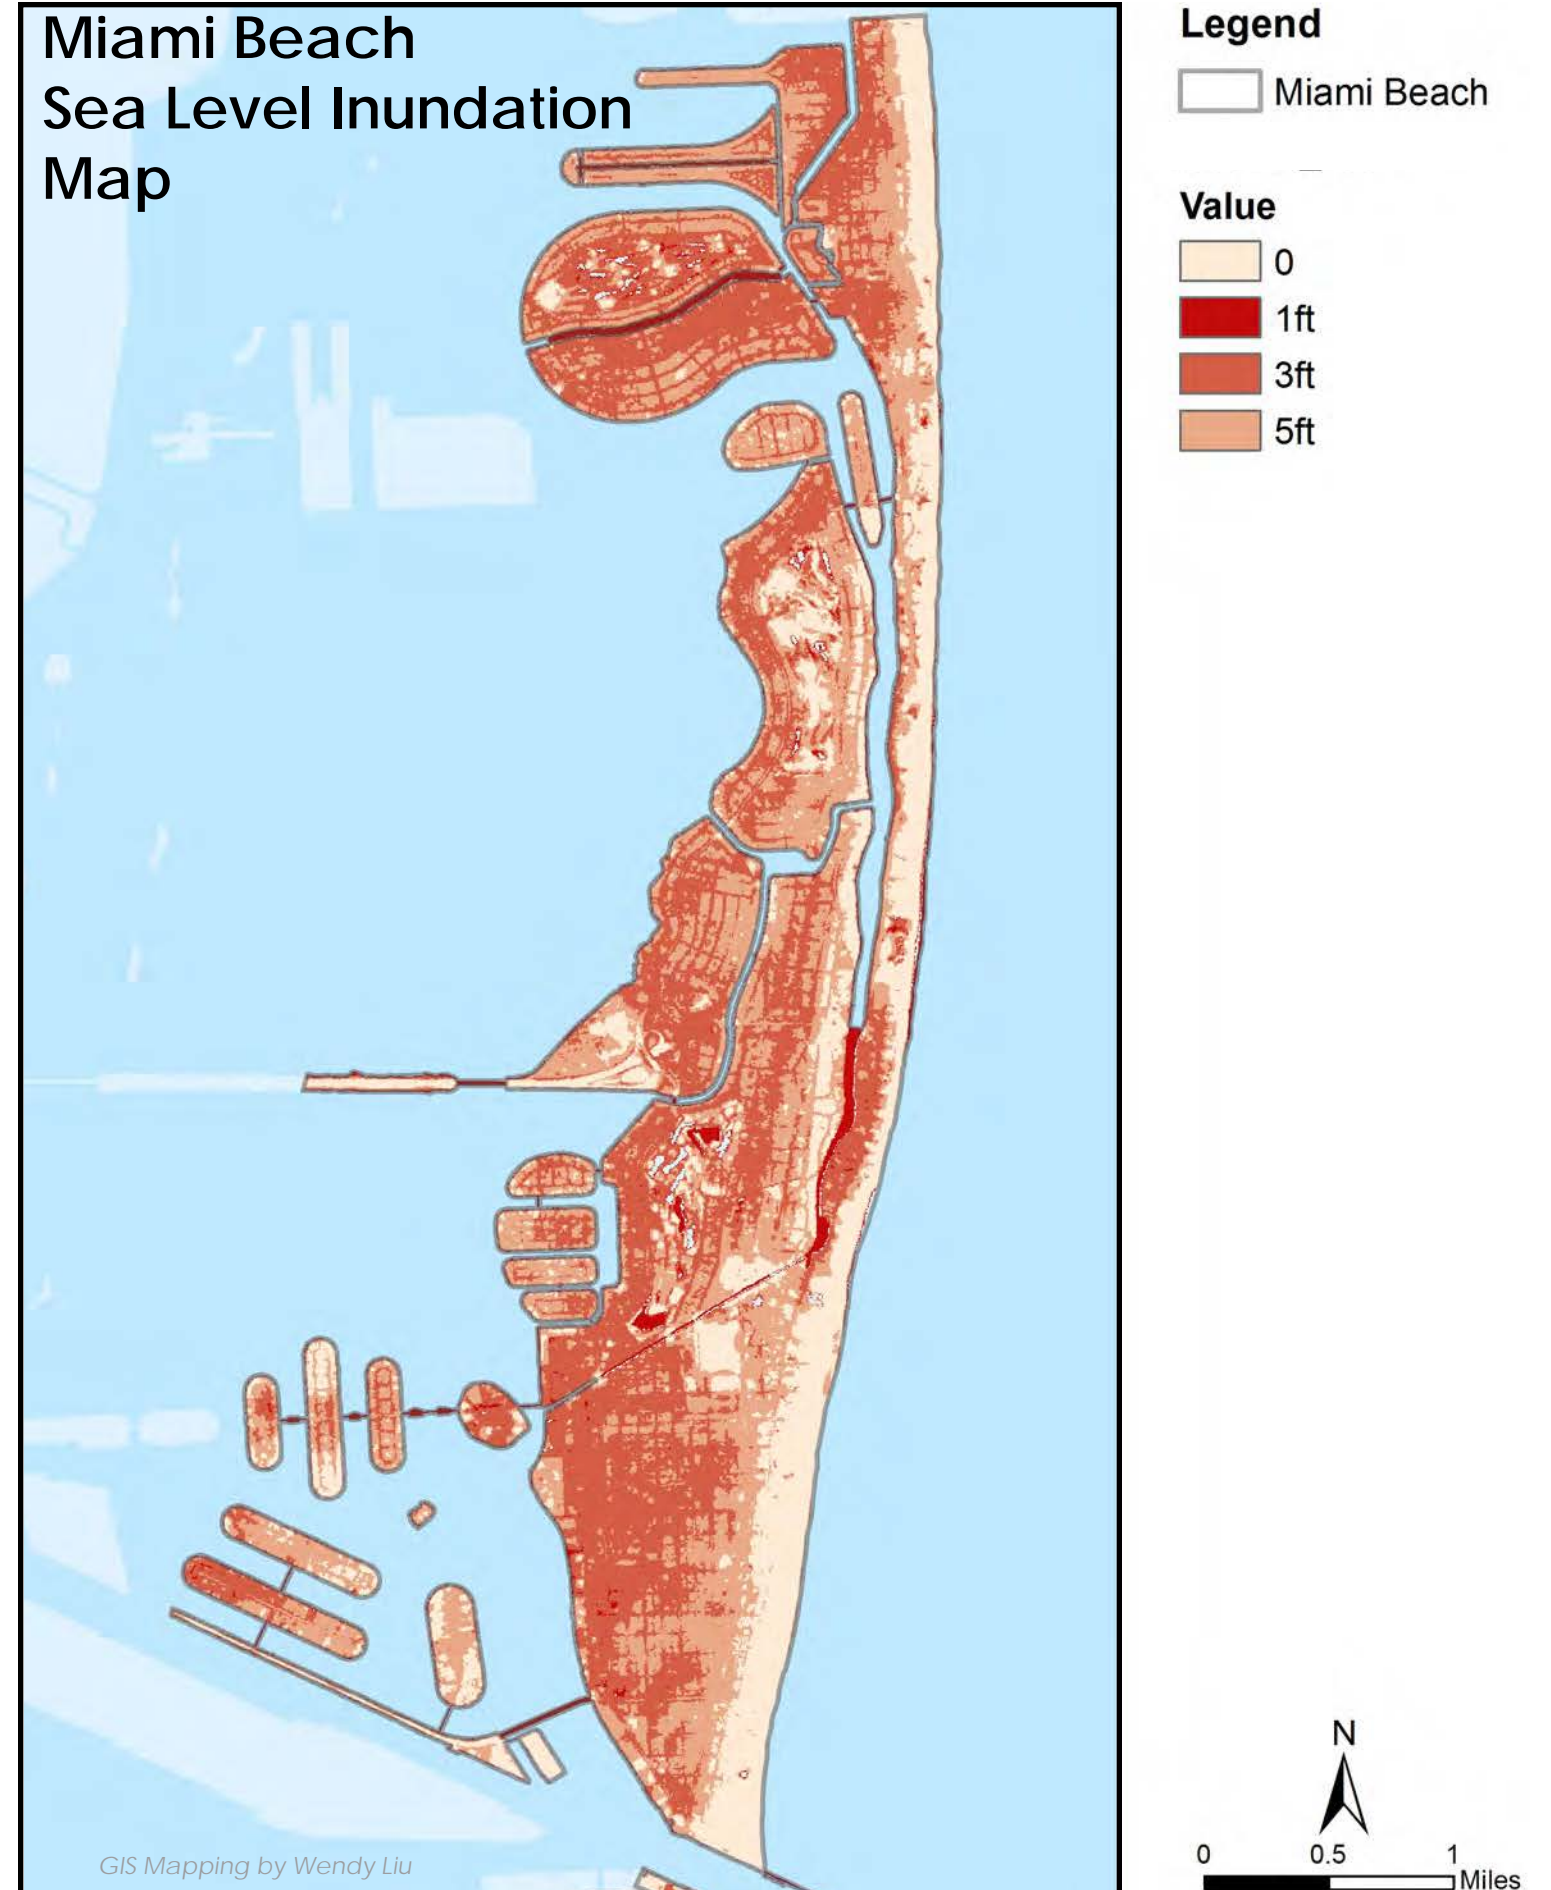 Miami Beach
Sea Level Inundation
Map
Legend
Miami Beach
Value
0
1ft
3ft
5ft
N
0 0.5 1
Miles
GIS Mapping by Wendy Liu